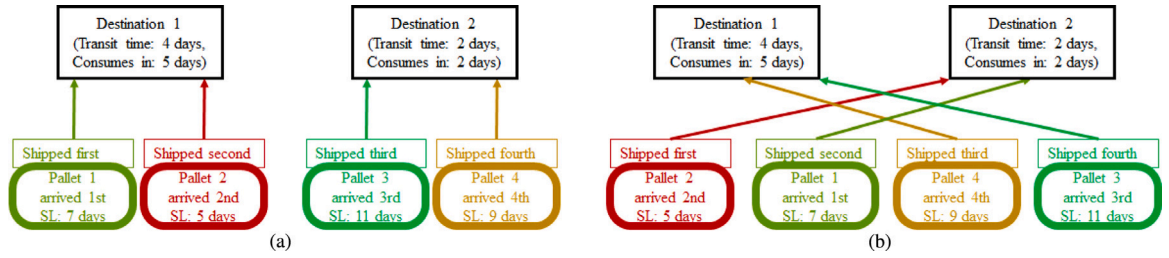 Destination 1
(Transit time: 4 days,
Consumes in: 5 days)
Destination 2
(Transit time: 2 days,
Consumes in: 2 days)
Shipped first
Shipped second
Shipped third
Shipped fourth
Pallet 1
arrived 1st
SL: 7 days
Pallet 2
arrived 2nd
SL: 5 days
Pallet 3
arrived 3rd
SL: 11 days
Pallet 4
arrived 4th
SL: 9 days
(a)
Destination 1
(Transit time: 4 days,
Consumes in: 5 days)
Destination 2
(Transit time: 2 days,
Consumes in: 2 days)
Shipped first
Shipped second
Shipped third
Shipped fourth
Pallet 2
arrived 2nd
SL: 5 days
Pallet 1
arrived 1st
SL: 7 days
Pallet 4
arrived 4th
SL: 9 days
Pallet 3
arrived 3rd
SL: 11 days
(b)